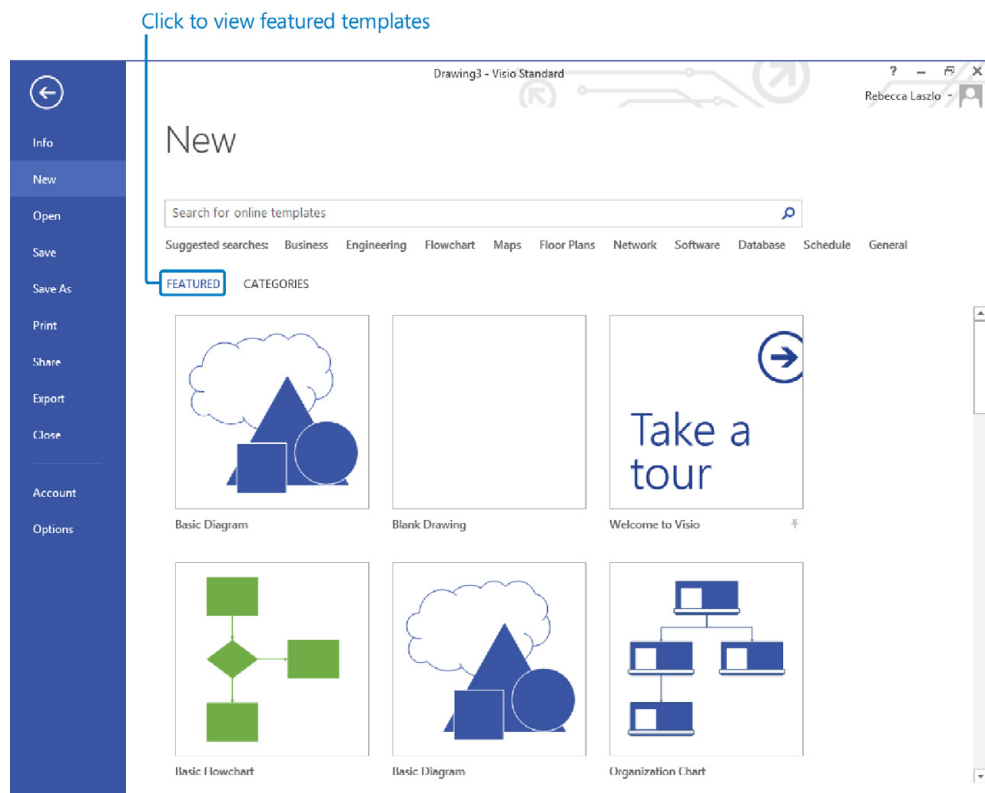 Click to view featured templates
Drawing3 - Visio Standard
? 
Rebecca Laszlo
New
Info
New
Open
Save
Save As
Print
Share
Export
Close
Account
Options
Search for online templates
Suggested searches: Business Engineering Flowchart Maps Floor Plans Network Software Database Schedule General
FEATURED CATEGORIES
Take a
tour
Basic Diagram Blank Drawing Welcome to Visio
Basic Flowchart Basic Diagram Organization Chart